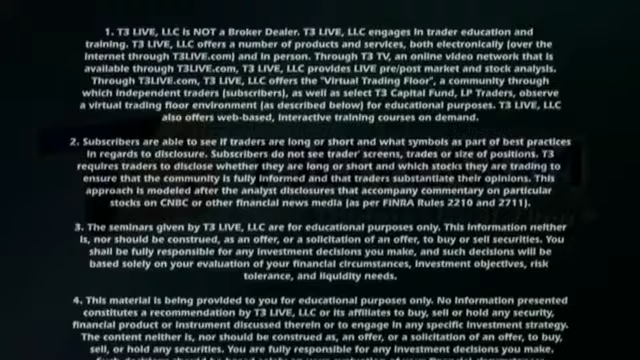 1. T3 LIVE, LLC is NOT a Broker Dealer. T3 LIVE, LLC engages in trader education and
training. T3 LIVE, LLC offers a number of products and services, both electronically (over the
Internet through T3LIVE.com) and in person. Through T3 TV, an online video network that is
available through T3LIVE.com, T3 LIVE, LLC provides LIVE pre/post market and stock analysis.
Through T3LIVE.com, T3 LIVE, LLC offers the "Virtual Trading Floor", a community through
which independent traders (subscribers), as well as select T3 Capital Fund, LP Traders, observe
a virtual trading floor environment (as described below) for educational purposes. T3 LIVE, LLC
also offers web-based, interactive training courses on demand.
2. Subscribers are able to see if traders are long or short and what symbols as part of best practices
in regards to disclosure. Subscribers do not see trader' screens, trades or size of positions. T3
requires traders to disclose whether they are long or short and which stocks they are trading to
ensure that the community is fully informed and that traders substantiate their opinions. This
approach is modeled after the analyst disclosures that accompany commentary on particular
stocks on CNBC or other financial news media (as per FINRA Rules 2210 and 2711).
3. The seminars given by T3 LIVE, LLC are for educational purposes only. This information neither
is, nor should be construed, as an offer, or a solicitation of an offer, to buy or sell securities. You
shall be fully responsible for any investment decisions you make, and such decisions will be
based solely on your evaluation of your financial circumstances, investment objectives, risk
tolerance, and liquidity needs.
4. This material is being provided to you for educational purposes only. No information presented
constitutes a recommendation by T3 LIVE, LLC or its affiliates to buy, sell or hold any security,
financial product or instrument discussed therein or to engage in any specific investment strategy.
The content neither is, nor should be construed as, an offer, or a solicitation of an offer, to buy,
sell, or hold any securities. You are fully responsible for any investment decisions you make.